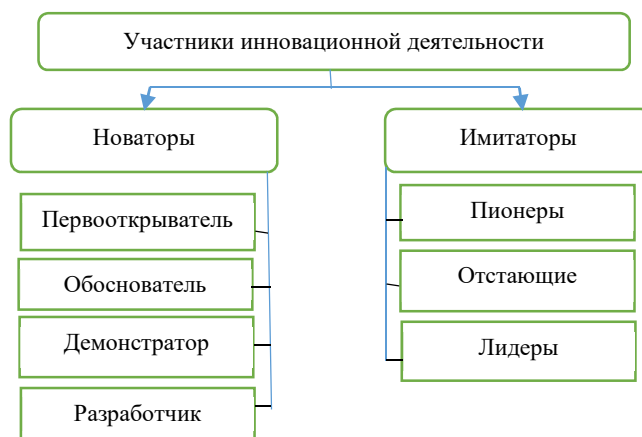 Участники инновационной деятельности
Новаторы
Первооткрыватель
Обоснователь
Демонстратор
Разработчик
Имитаторы
Пионеры
Отстающие
Лидеры